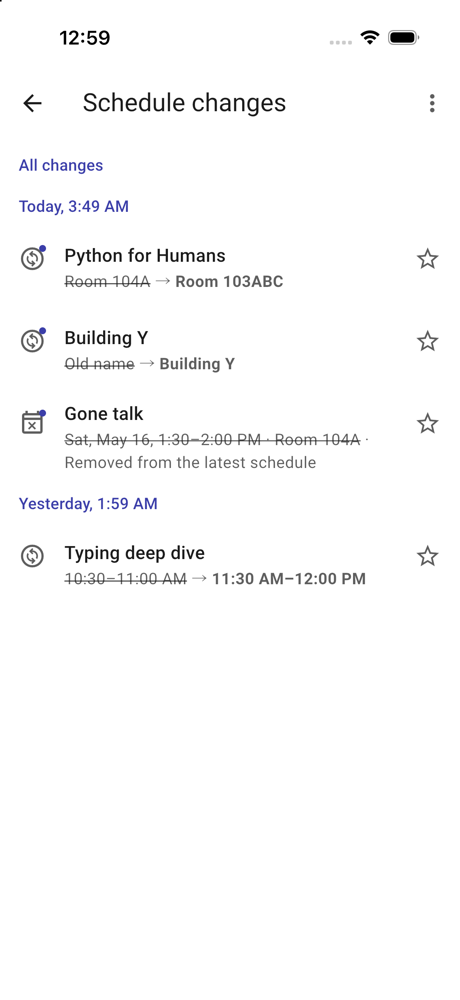 12:59
Schedule changes
All changes
Today, 3:49 AM
Python for Humans
Room 104A → Room 103ABC
Building Y
Old name → Building Y
Gone talk
Sat, May 16, 1:30–2:00 PM · Room 104A ·
Removed from the latest schedule
Yesterday, 1:59 AM
Typing deep dive
10:30–11:00 AM → 11:30 AM–12:00 PM